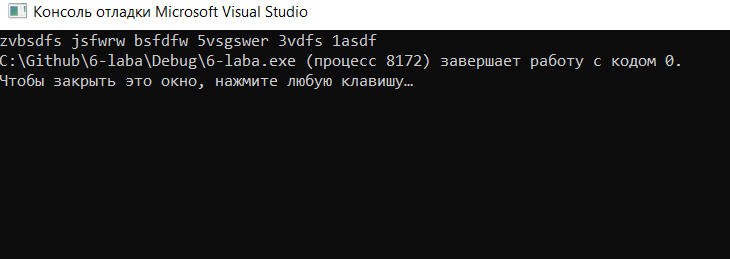 Консоль отладки Microsoft Visual Studio
zvbsdfs jsfwrw bsfdfw 5vsgswer 3vdfs 1asdf
C:\Github\6-laba\Debug\6-laba.exe (процесс 8172) завершает работу с кодом 0.
Чтобы закрыть это окно, нажмите любую клавишу…